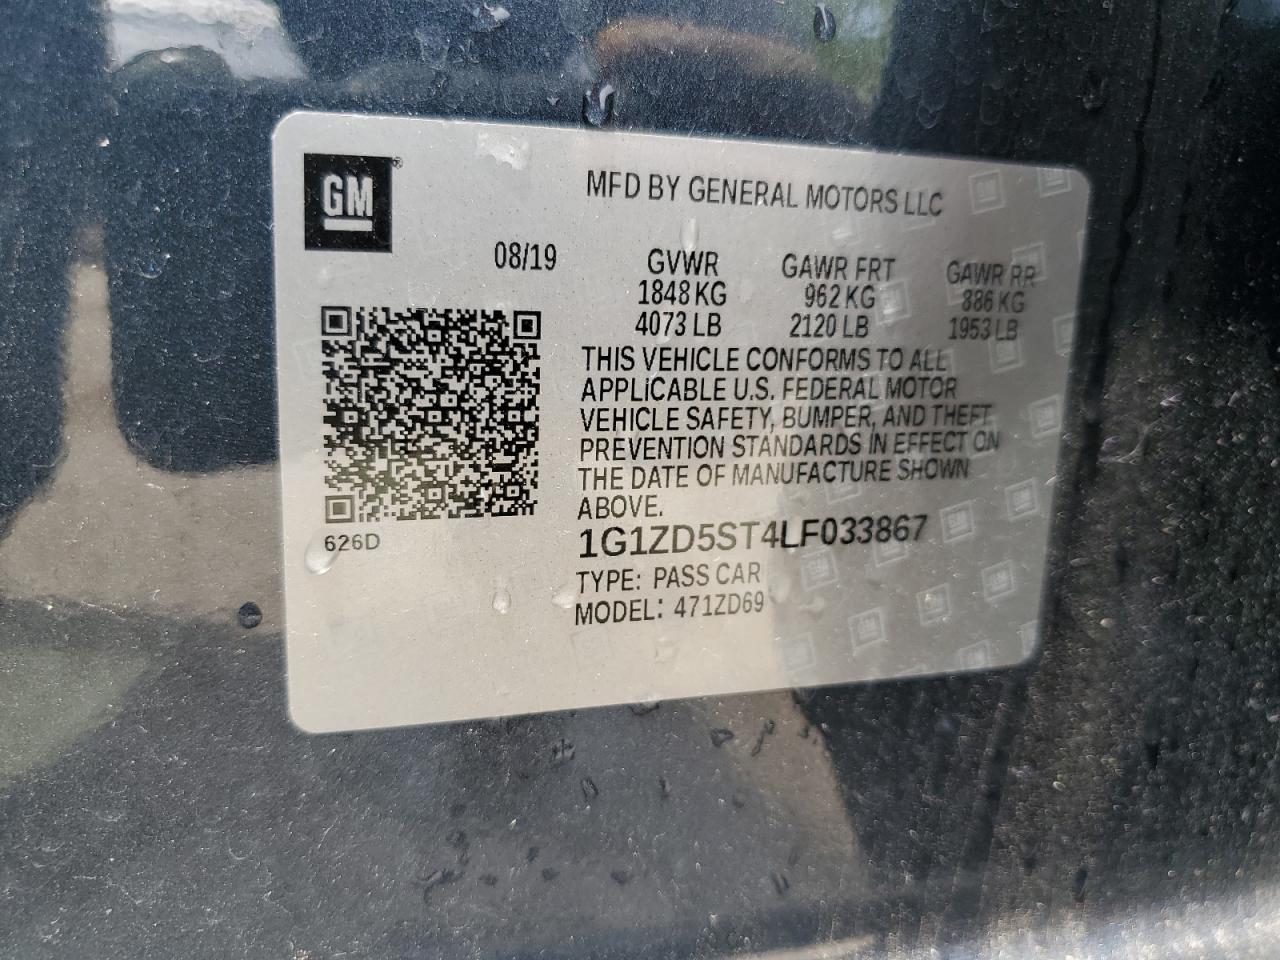 GM®
MFD BY GENERAL MOTORS LLC
08/19
GVWR GAWR FRT GAWR RR
1848 KG 962 KG 886 KG
4073 LB 2120 LB 1953 LB
THIS VEHICLE CONFORMS TO ALL
APPLICABLE U.S. FEDERAL MOTOR
VEHICLE SAFETY, BUMPER, AND THEFT
PREVENTION STANDARDS IN EFFECT ON
THE DATE OF MANUFACTURE SHOWN
ABOVE.
1G1ZD5ST4LF033867
626D
TYPE: PASS CAR
MODEL: 471ZD69